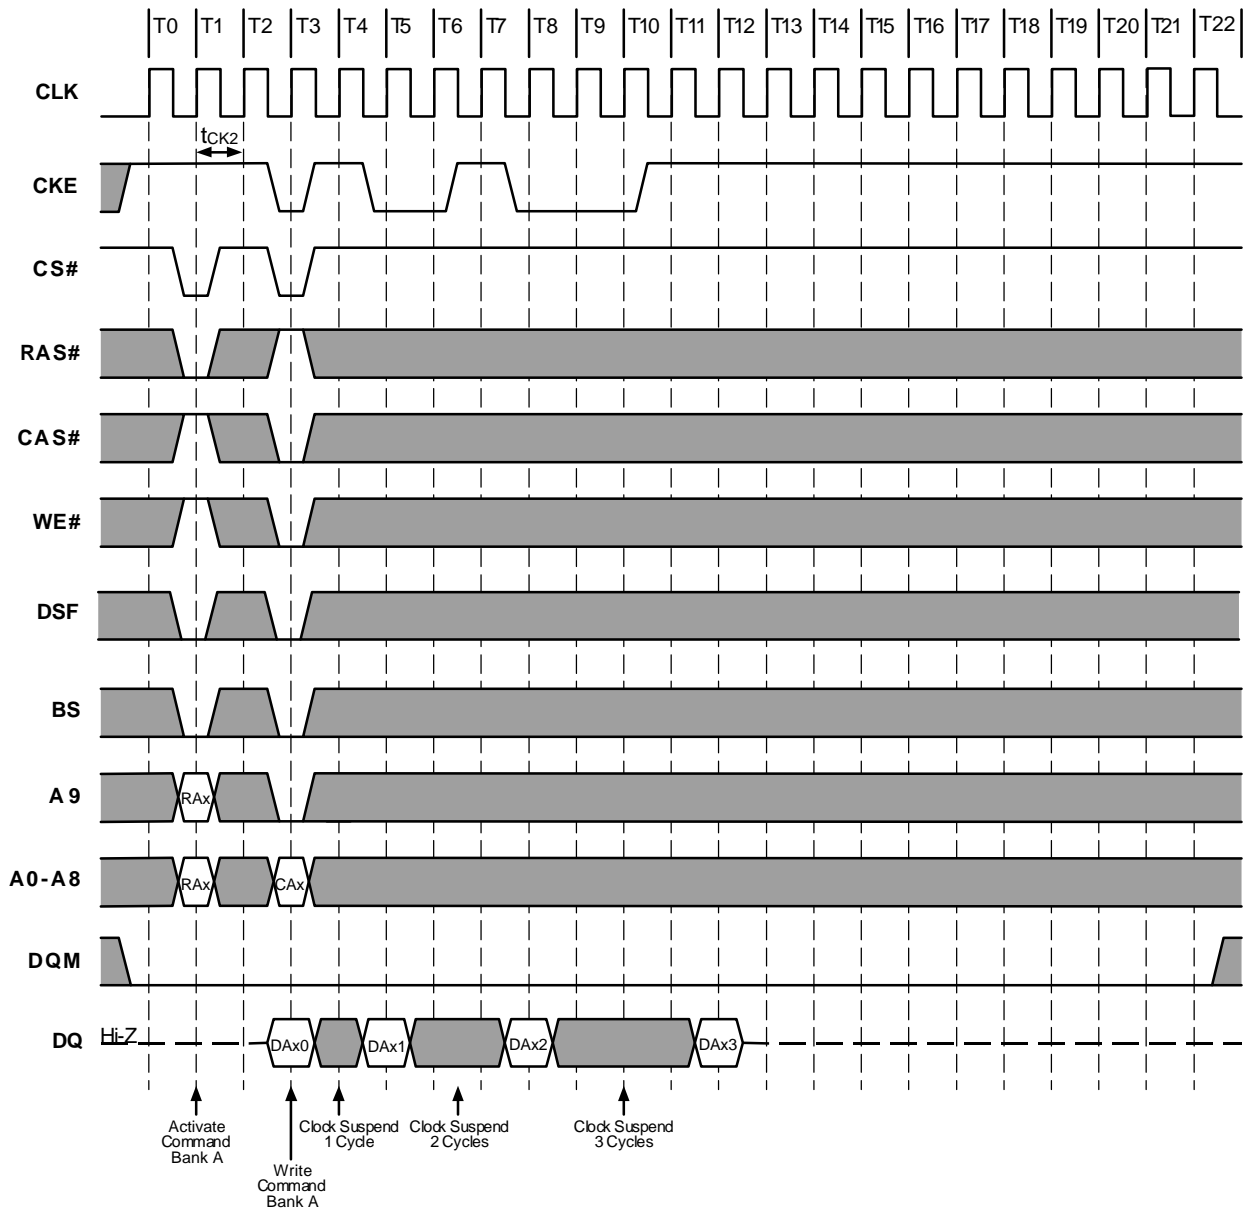 T0 T1 T2 T3 T4 T5 T6 T7 T8 T9 T10 T11 T12 T13 T14 T15 T16 T17 T18 T19 T20 T21 T22
CLK
tCK2
CKE
CS#
RAS#
CAS#
WE#
DSF
BS
A9 RAx
A0-A8 RAx CAx
DQM
DQ Hi-Z DAx0 DAx1 DAx2 DAx3
Activate
Command
Bank A
Write
Command
Bank A
Clock Suspend
1 Cycle
Clock Suspend
2 Cycles
Clock Suspend
3 Cycles